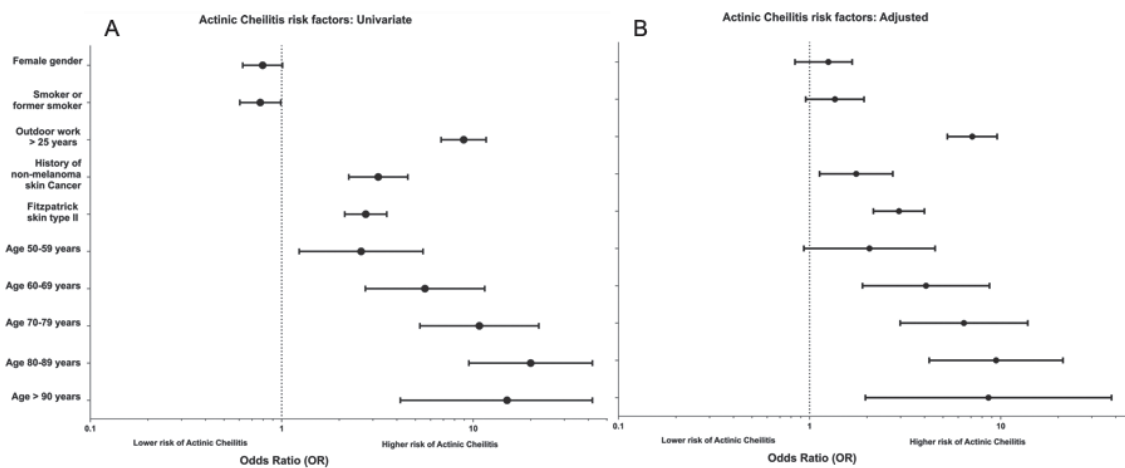 Actinic Cheilitis risk factors: Univariate
A
Female gender
Smoker or
former smoker
Outdoor work
> 25 years
History of
non-melanoma
skin Cancer
Fitzpatrick
skin type II
Age 50-59 years
Age 60-69 years
Age 70-79 years
Age 80-89 years
Age > 90 years
0.1
1
10
Lower risk of Actinic Cheilitis
Higher risk of Actinic Cheilitis
Odds Ratio (OR)
Actinic Cheilitis risk factors: Adjusted
B
0.1
1
10
Lower risk of Actinic Cheilitis
Higher risk of Actinic Cheilitis
Odds Ratio (OR)